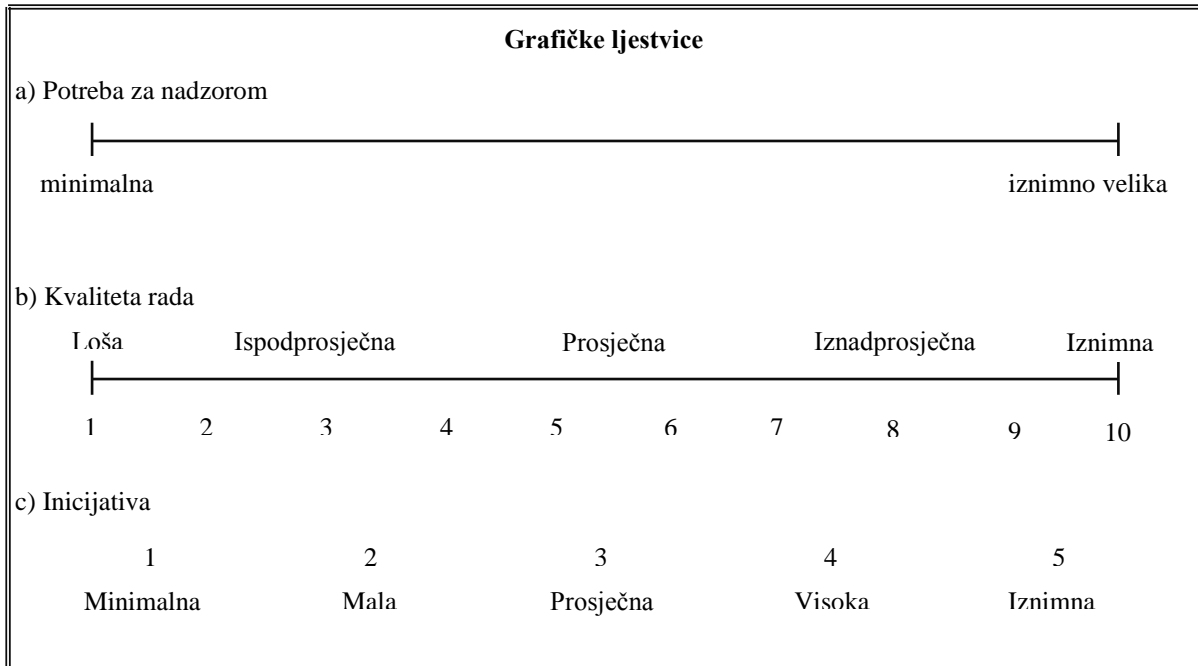 Grafičke ljestvice
a) Potreba za nadzorom
minimalna iznimno velika
b) Kvaliteta rada
Loša Ispodprosječna Prosječna Iznadprosječna Iznimna
1 2 3 4 5 6 7 8 9 10
c) Inicijativa
1 2 3 4 5
Minimalna Mala Prosječna Visoka Iznimna